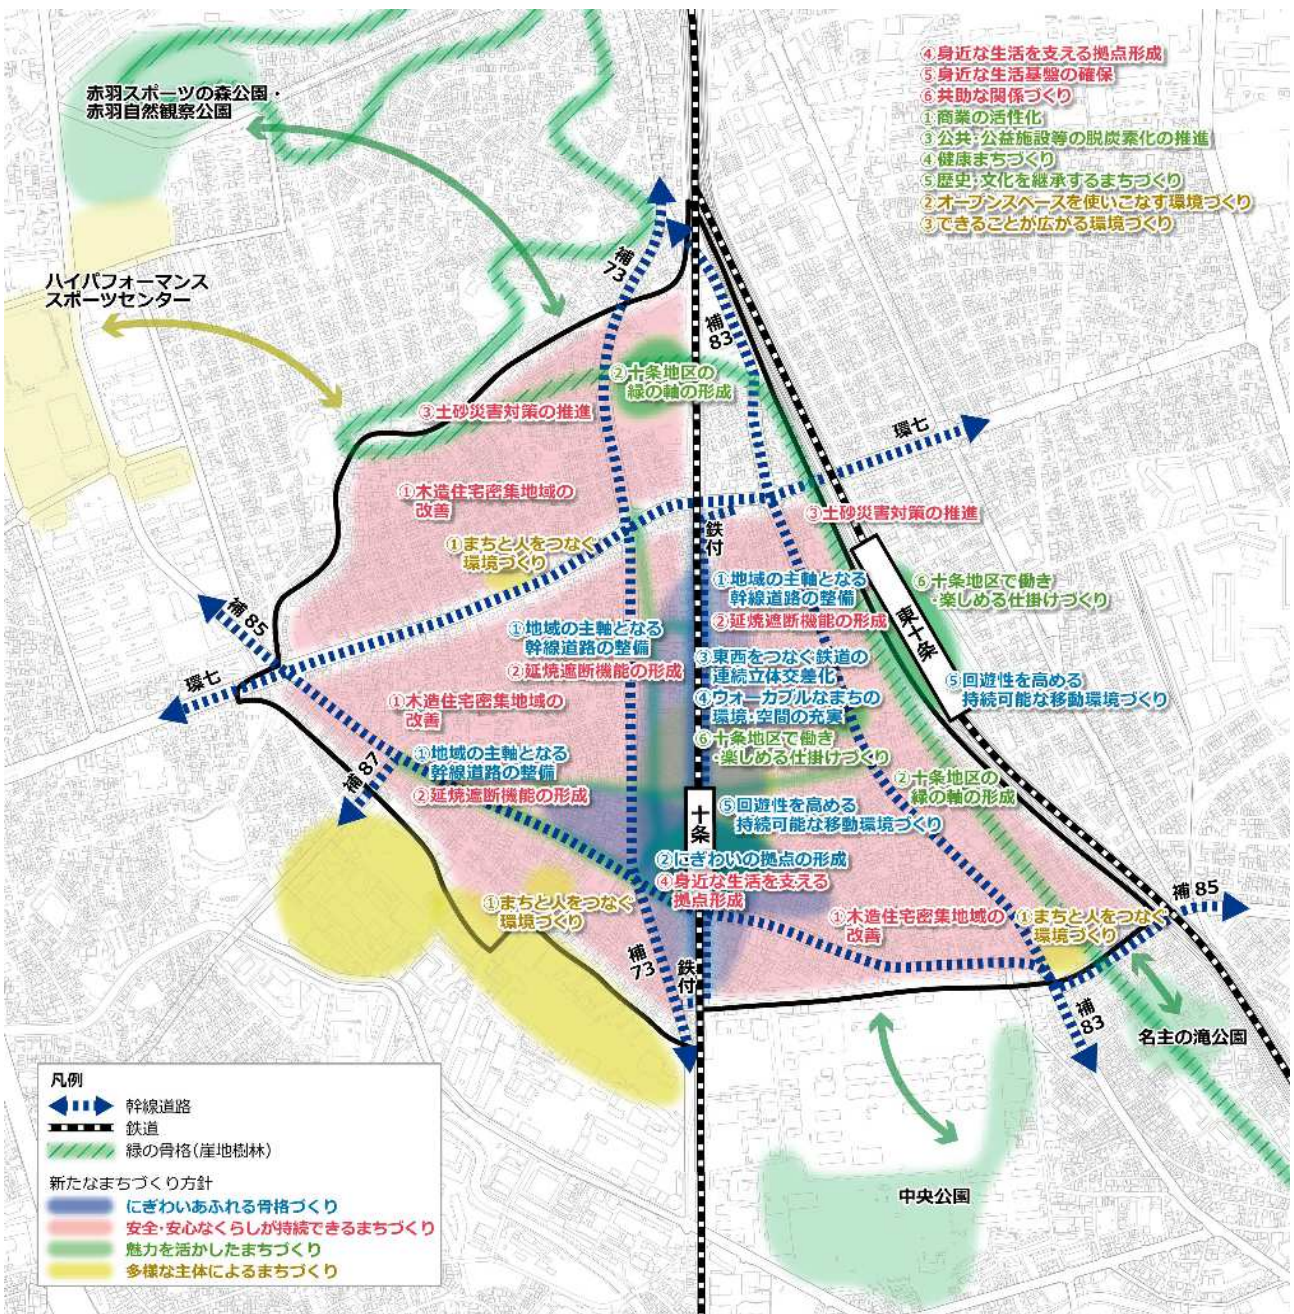 ④身近な生活を支える拠点形成
⑤身近な生活基盤の確保
⑥共助な関係づくり
①商業の活性化
③公共・公益施設等の脱炭素化の推進
④健康まちづくり
⑤歴史・文化を継承するまちづくり
②オープンスペースを使いこなす環境づくり
③できることが広がる環境づくり
赤羽スポーツの森公園・
赤羽自然観察公園
ハイパフォーマンス
スポーツセンター
補73
補83
②十条地区の
緑の軸の形成
③土砂災害対策の推進
環七
①木造住宅密集地域の
改善
③土砂災害対策の推進
鉄付
①まちと人をつなぐ
環境づくり
①地域の主軸となる
幹線道路の整備
②延焼遮断機能の形成
⑥十条地区で働き
・楽しめる仕掛けづくり
東十条
補85
①地域の主軸となる
幹線道路の整備
②延焼遮断機能の形成
③東西をつなぐ鉄道の
連続立体交差化
④ウォーカブルなまちの
環境・空間の充実
⑤回遊性を高める
持続可能な移動環境づくり
環七
①木造住宅密集地域の
改善
⑥十条地区で働き
・楽しめる仕掛けづくり
①地域の主軸となる
幹線道路の整備
②延焼遮断機能の形成
補87
②十条地区の
緑の軸の形成
十条
⑤回遊性を高める
持続可能な移動環境づくり
②にぎわいの拠点の形成
④身近な生活を支える
拠点形成
①まちと人をつなぐ
環境づくり
①木造住宅密集地域の
改善
①まちと人をつなぐ
環境づくり
補85
補73
鉄付
補83
名主の滝公園
中央公園
凡例
幹線道路
鉄道
緑の骨格(崖地樹林)
新たなまちづくり方針
にぎわいあふれる骨格づくり
安全・安心なくらしが持続できるまちづくり
魅力を活かしたまちづくり
多様な主体によるまちづくり